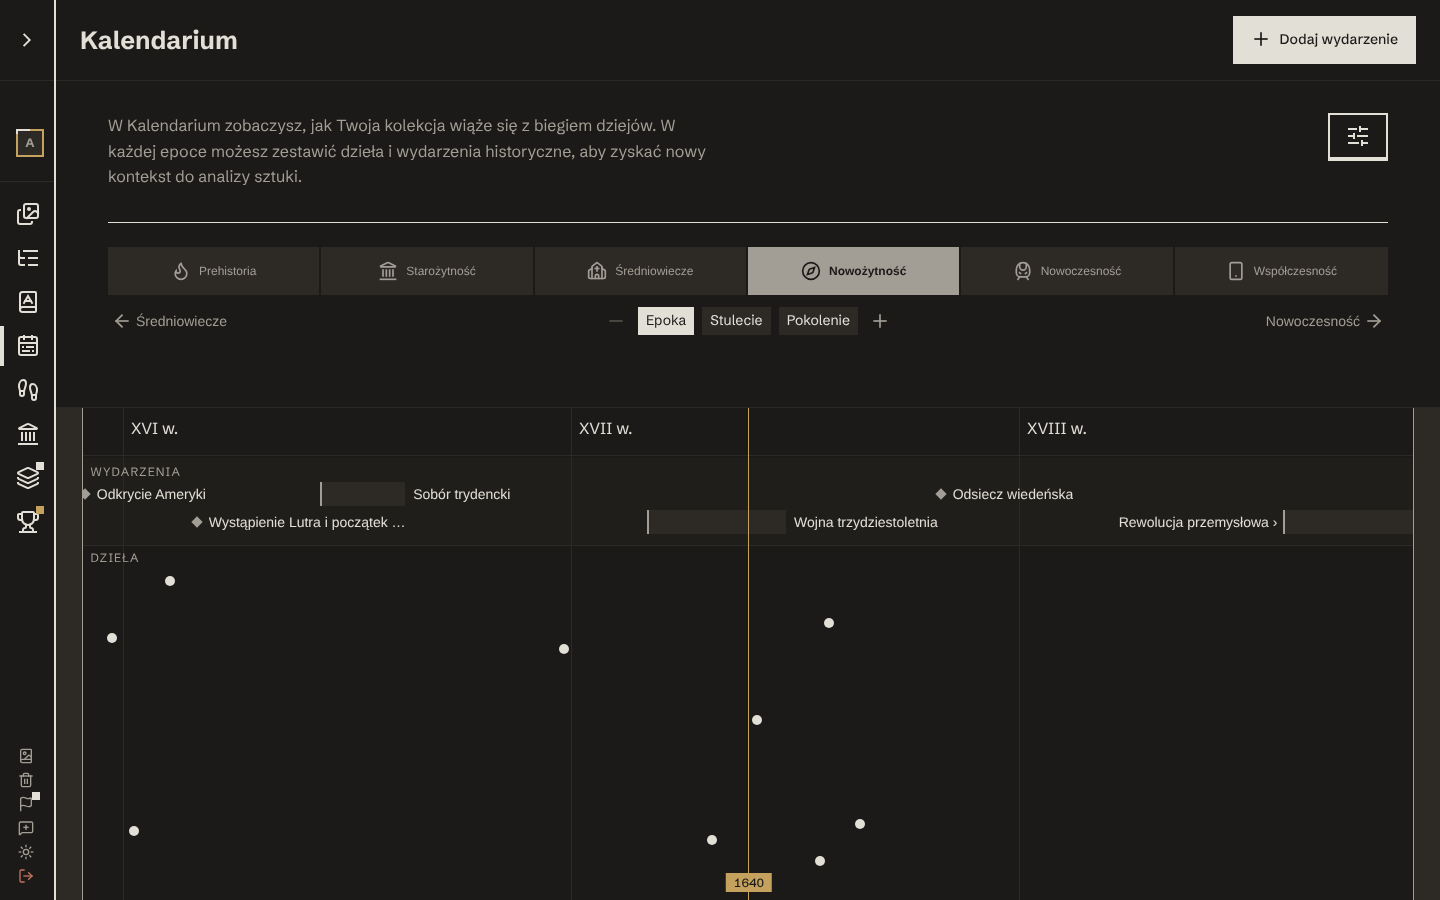 Kalendarium
Dodaj wydarzenie
A
W Kalendarium zobaczysz, jak Twoja kolekcja wiąże się z biegiem dziejów. W
każdej epoce możesz zestawić dzieła i wydarzenia historyczne, aby zyskać nowy
kontekst do analizy sztuki.
Prehistoria
Starożytność
Średniowiecze
Nowożytność
Nowoczesność
Współczesność
Średniowiecze
Epoka
Stulecie
Pokolenie
Nowoczesność
XVI w.
XVII w.
XVIII w.
WYDARZENIA
Odkrycie Ameryki
Sobór trydencki
Odsiecz wiedeńska
Wystąpienie Lutra i początek …
Wojna trzydziestoletnia
Rewolucja przemysłowa ›
DZIEŁA
1640